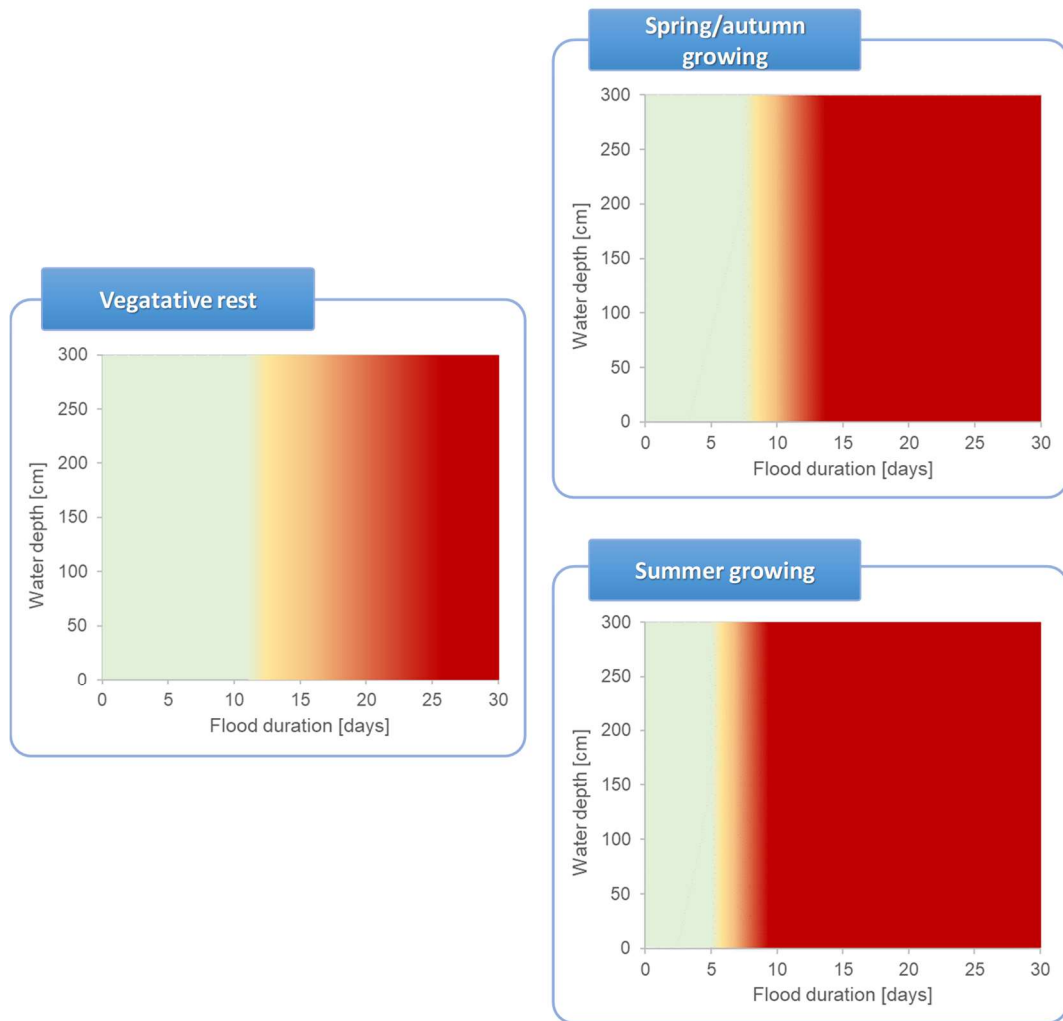 Spring/autumn
growing
300
250
200
150
100
50
0
Water depth [cm]
0 5 10 15 20 25 30
Flood duration [days]
Vegatative rest
300
250
200
150
100
50
0
Water depth [cm]
0 5 10 15 20 25 30
Flood duration [days]
Summer growing
300
250
200
150
100
50
0
Water depth [cm]
0 5 10 15 20 25 30
Flood duration [days]